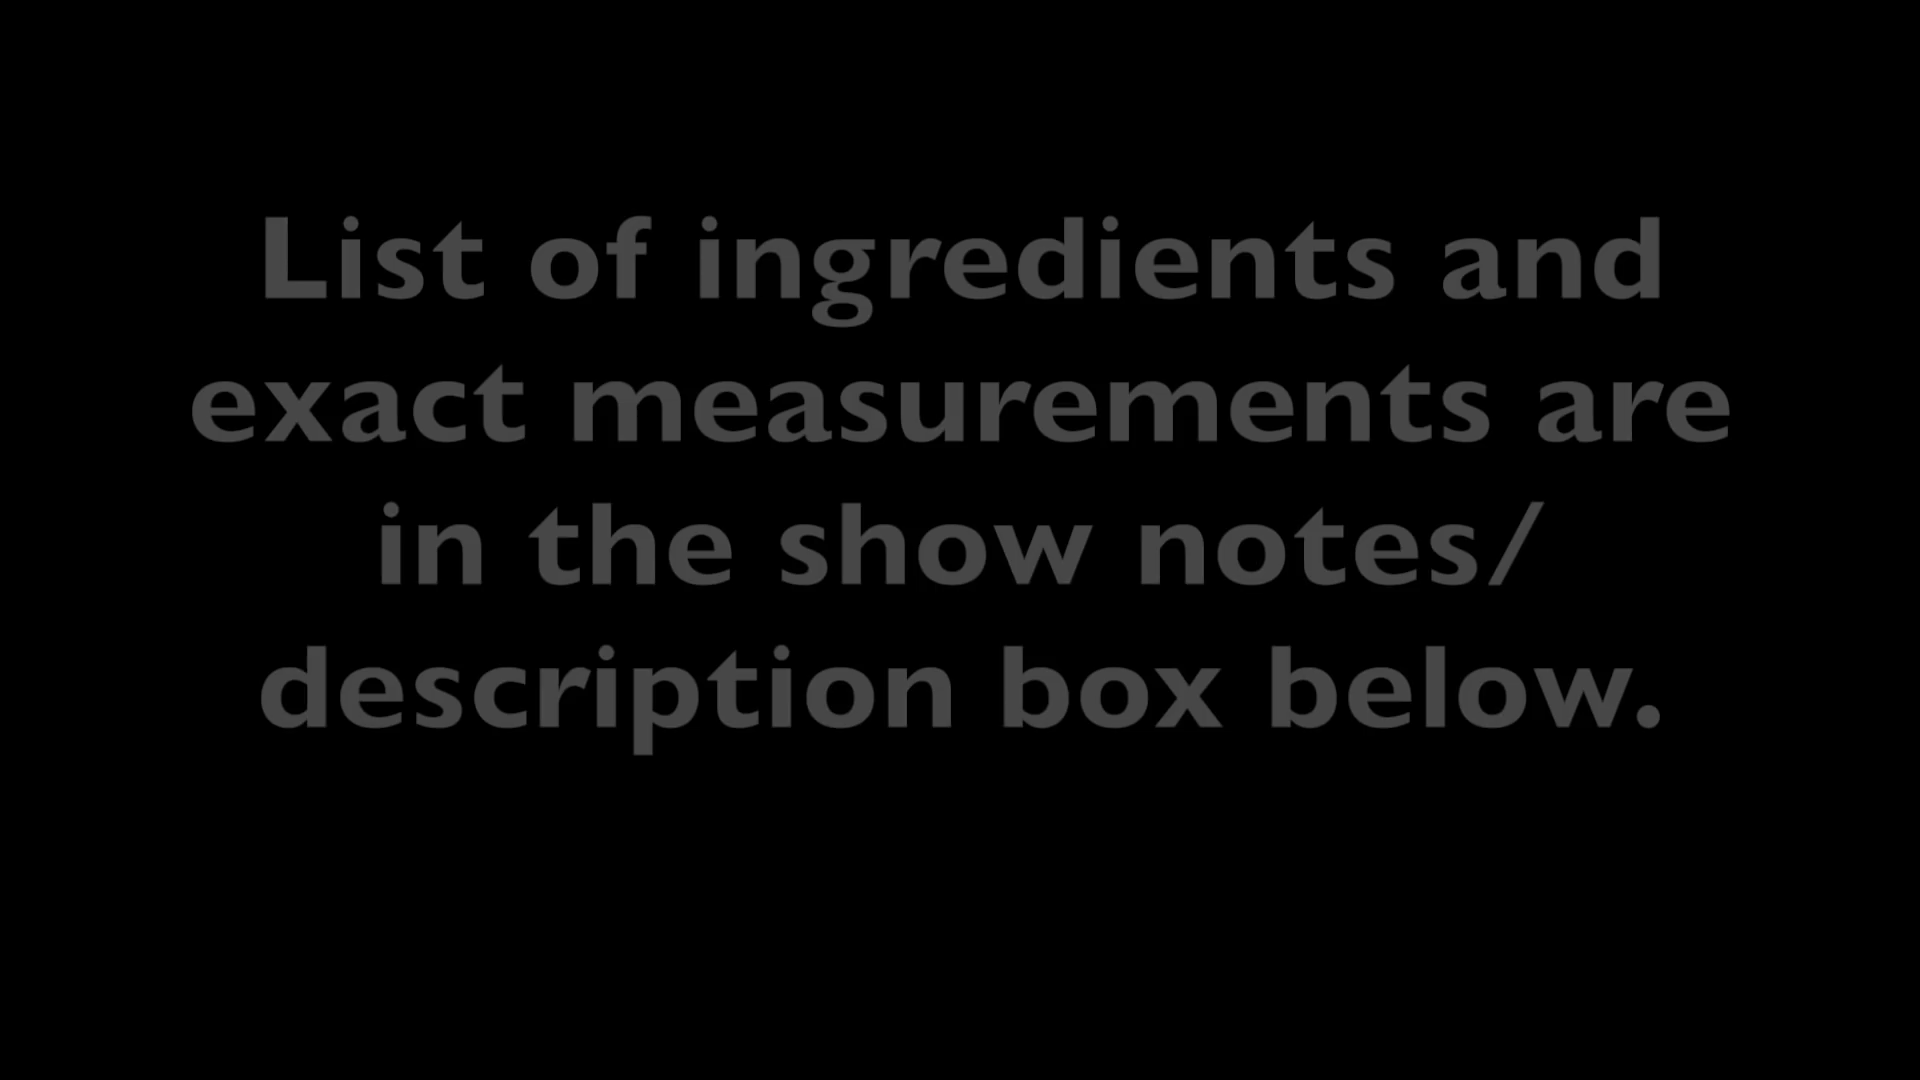 List of ingredients and
exact measurements are
in the show notes/
description box below.